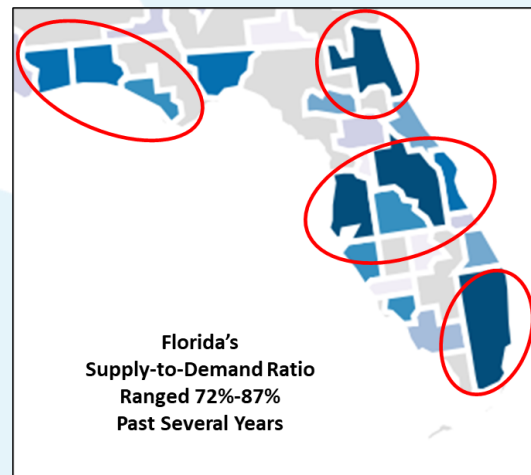 Florida’s
Supply-to-Demand Ratio
Ranged 72%-87%
Past Several Years